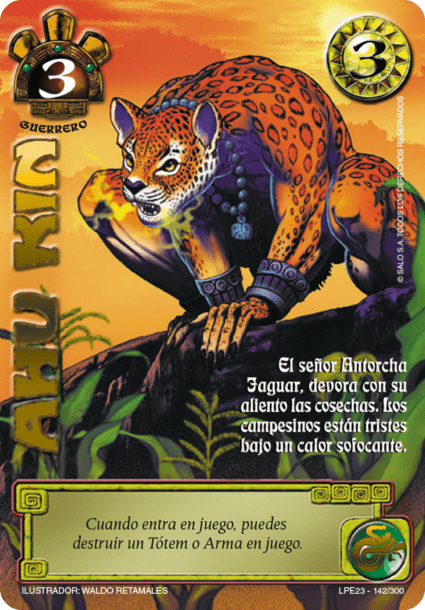 3
3
GUERRERO
AHU KIN
© SALO S.A. TODOS LOS DERECHOS RESERVADOS
El señor Antorcha
Jaguar, devora con su
aliento las cosechas. Los
campesinos están tristes
bajo un calor sofocante.
Cuando entra en juego, puedes
destruir un Tótem o Arma en juego.
ILUSTRADOR: WALDO RETAMALES
LPE23 - 142/300